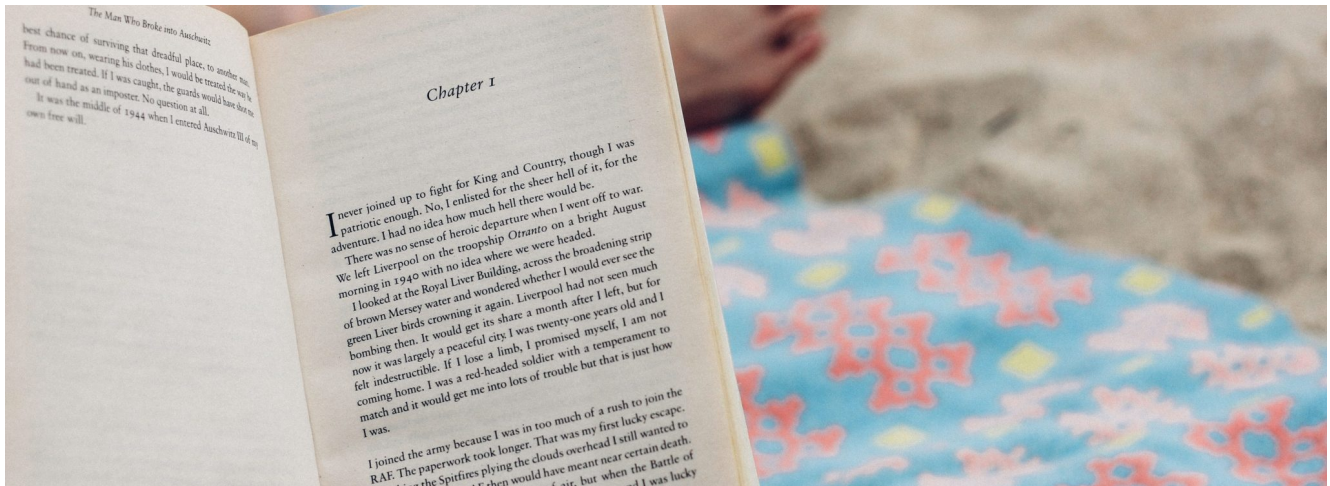 The Man Who Broke into Auschwitz
best chance of surviving that dreadful place, to another man.
From now on, wearing his clothes, I would be treated the way he
had been treated. If I was caught, the guards would have shot me
out of hand as an imposter. No question at all.
It was the middle of 1944 when I entered Auschwitz III of my
own free will.
Chapter 1
I never joined up to fight for King and Country, though I was
patriotic enough. No, I enlisted for the sheer hell of it, for the
adventure. I had no idea how much hell there would be.
There was no sense of heroic departure when I went off to war.
We left Liverpool on the troopship Otranto on a bright August
morning in 1940 with no idea where we were headed.
I looked at the Royal Liver Building, across the broadening strip
of brown Mersey water and wondered whether I would ever see the
green Liver birds crowning it again. Liverpool had not seen much
bombing then. It would get its share a month after I left, but for
now it was largely a peaceful city. I was twenty-one years old and I
felt indestructible. If I lose a limb, I promised myself, I am not
coming home. I was a red-headed soldier with a temperament to
match and it would get me into lots of trouble but that is just how
I was.
I joined the army because I was in too much of a rush to join the
RAF. The paperwork took longer. That was my first lucky escape.
the Spitfires plying the clouds overhead I still wanted to
then would have meant near certain death.
but when the Battle of
I was lucky